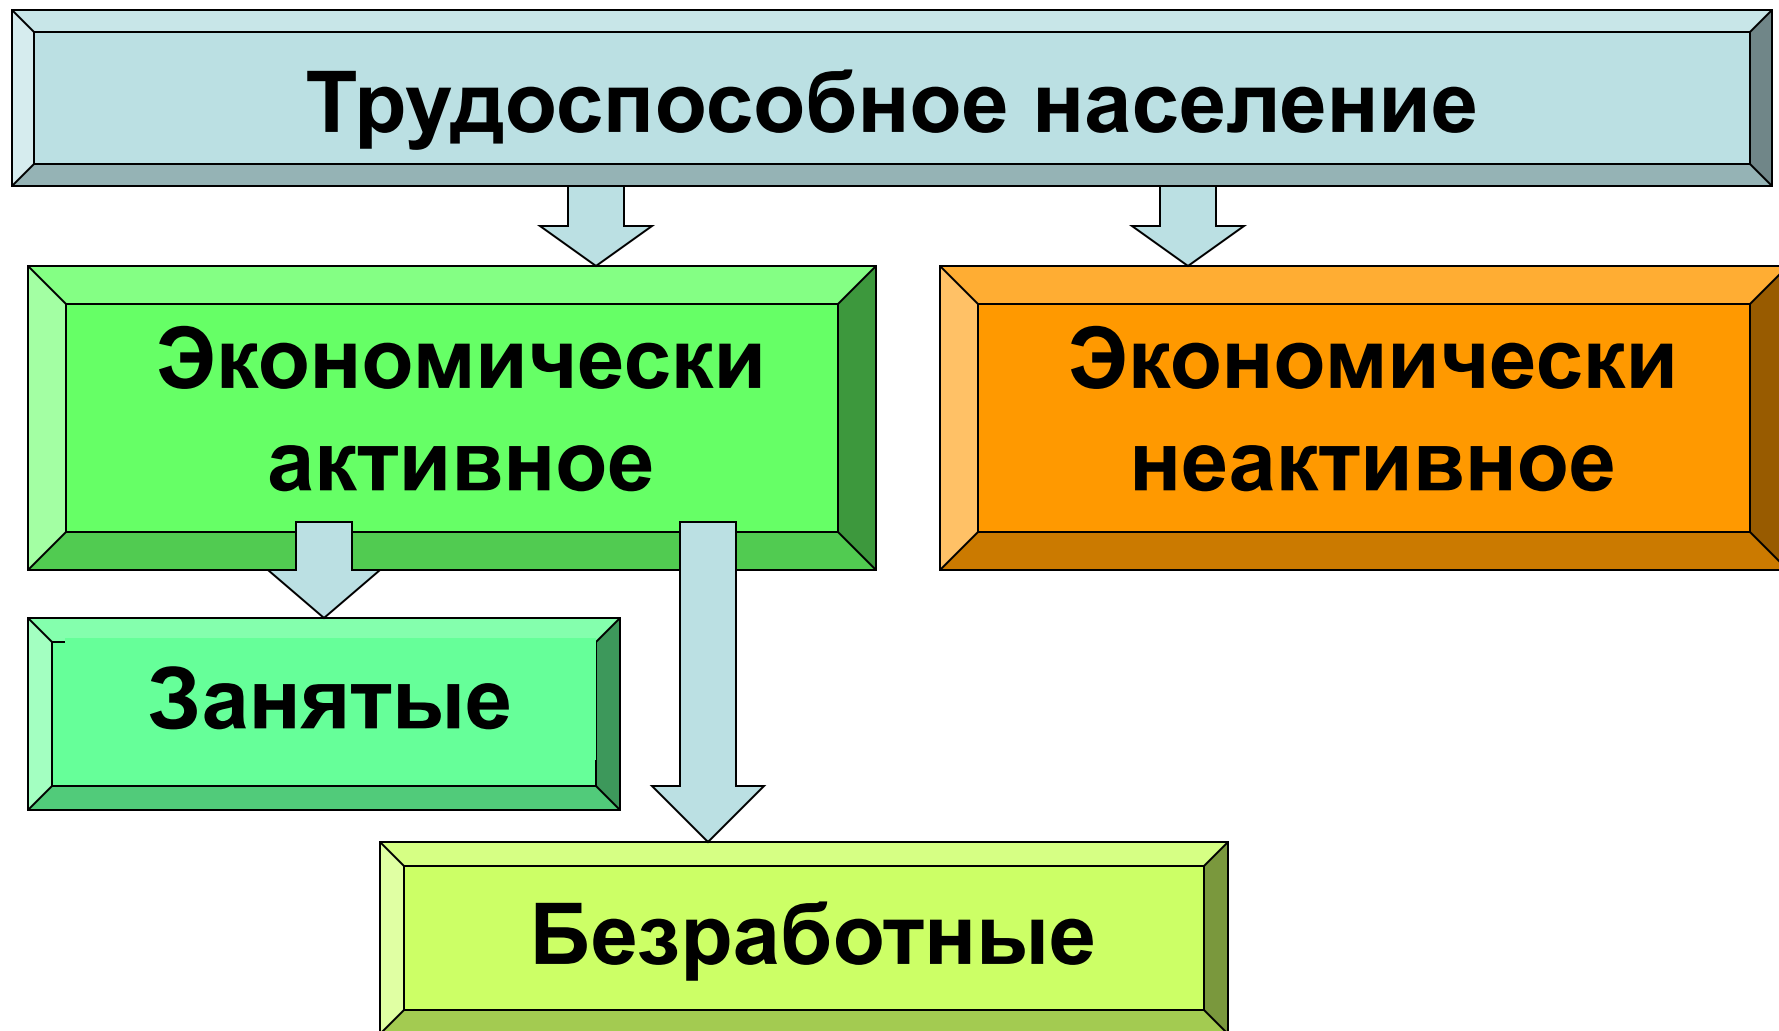 Трудоспособное население
Экономически
активное
Экономически
неактивное
Занятые
Безработные